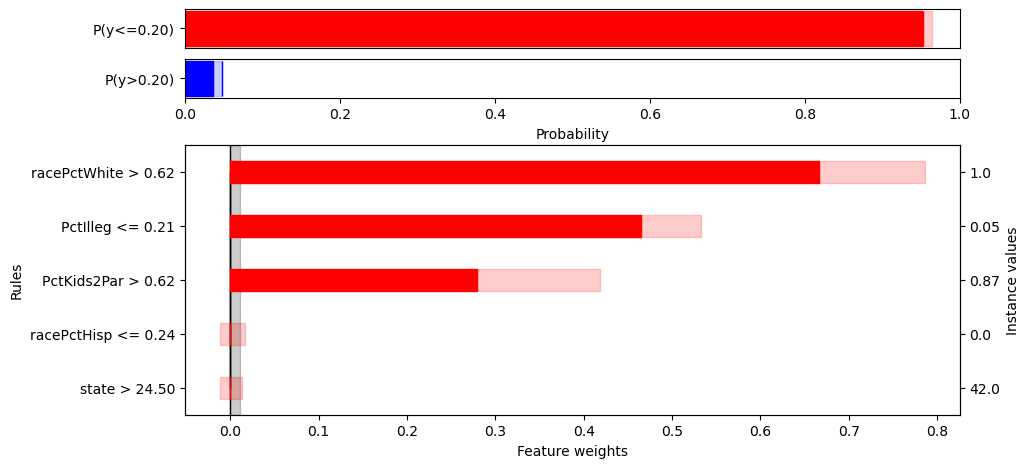 P(y<=0.20)
P(y>0.20)
0.0 0.2 0.4 0.6 0.8 1.0
Probability
racePctWhite > 0.62 1.0
PctIlleg <= 0.21 0.05
PctKids2Par > 0.62 0.87
racePctHisp <= 0.24 0.0
state > 24.50 42.0
Rules
Instance values
0.0 0.1 0.2 0.3 0.4 0.5 0.6 0.7 0.8
Feature weights